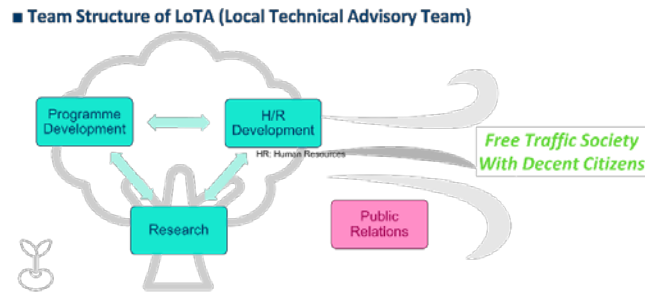 ■ Team Structure of LoTA (Local Technical Advisory Team)
Programme
Development
H/R
Development
HR: Human Resources
Free Traffic Society
With Decent Citizens
Research
Public
Relations